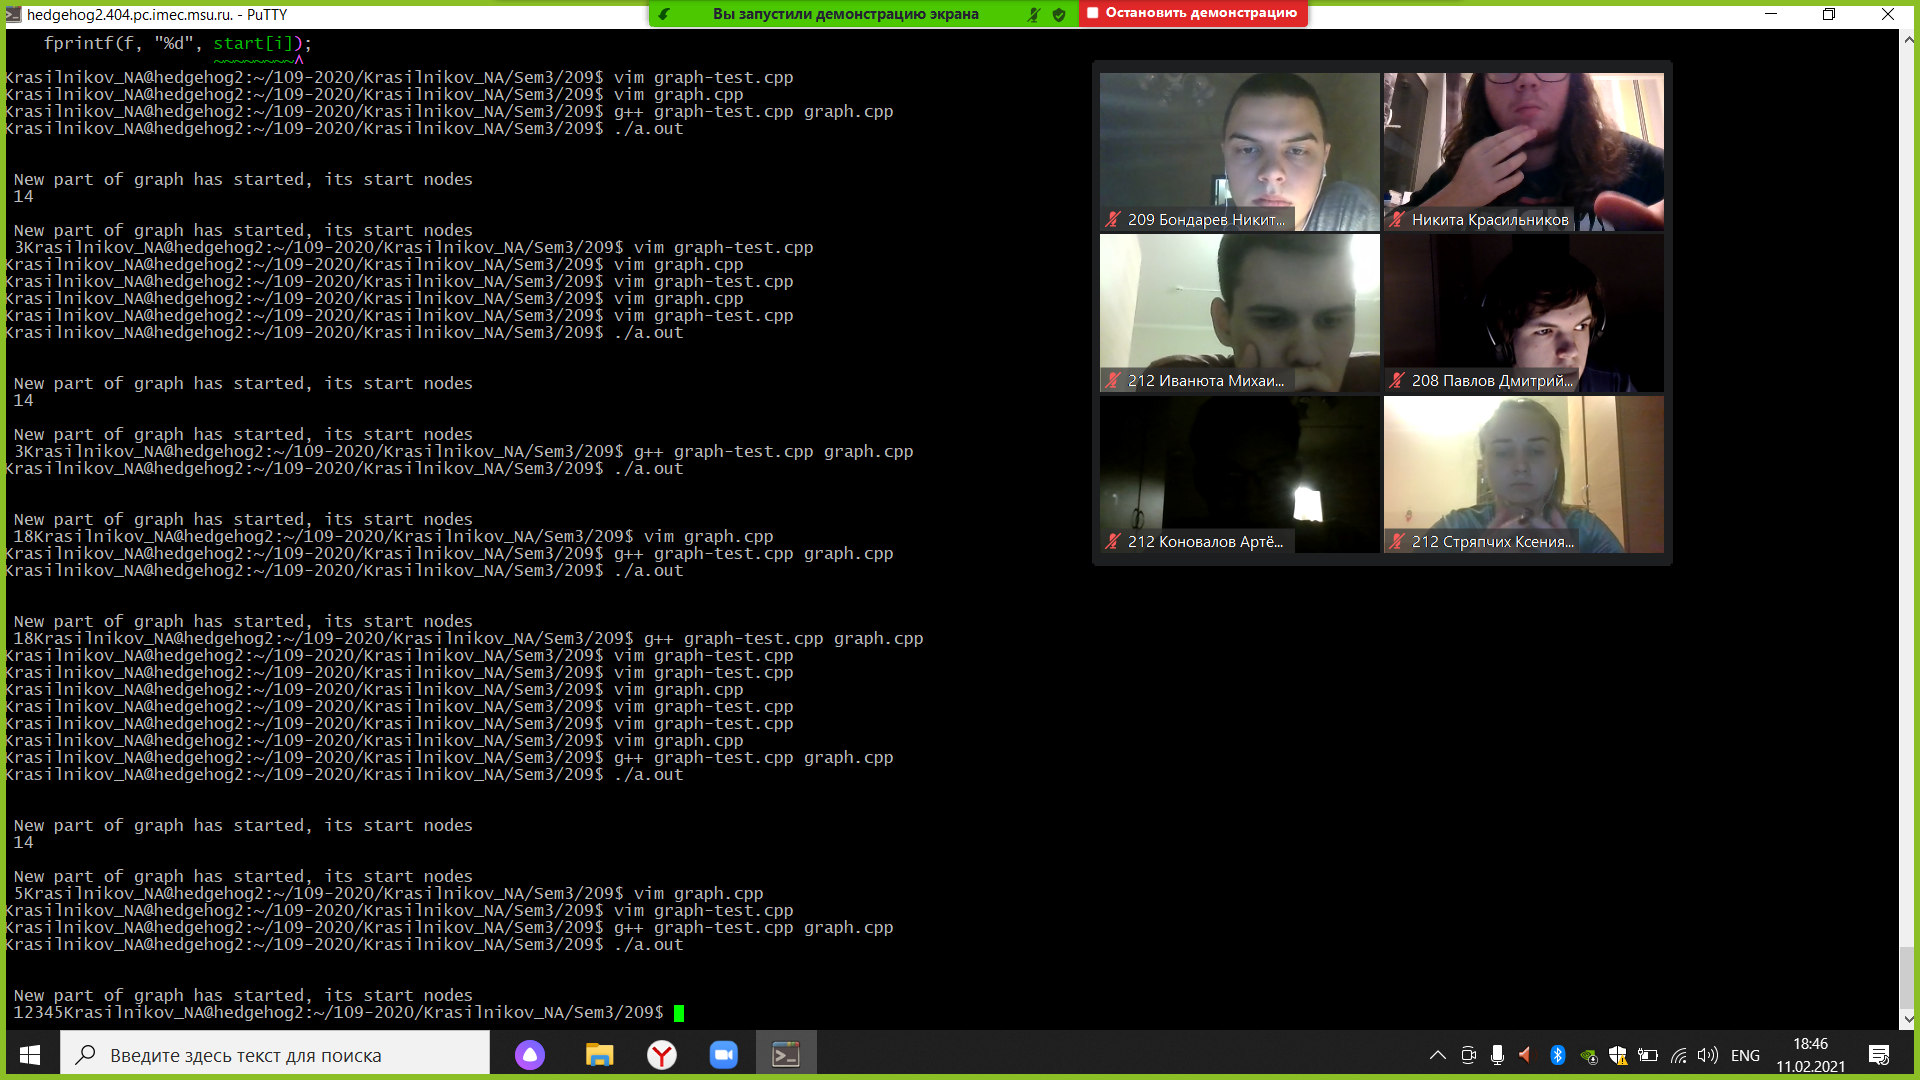 hedgehog2.404.pc.imec.msu.ru. - PuTTY
Вы запустили демонстрацию экрана
Остановить демонстрацию
fprintf(f, "%d", start[i]);
~~~~~~~~^
Krasilnikov_NA@hedgehog2:~/109-2020/Krasilnikov_NA/Sem3/209$ vim graph-test.cpp
Krasilnikov_NA@hedgehog2:~/109-2020/Krasilnikov_NA/Sem3/209$ vim graph.cpp
Krasilnikov_NA@hedgehog2:~/109-2020/Krasilnikov_NA/Sem3/209$ g++ graph-test.cpp graph.cpp
Krasilnikov_NA@hedgehog2:~/109-2020/Krasilnikov_NA/Sem3/209$ ./a.out
New part of graph has started, its start nodes
14
New part of graph has started, its start nodes
3Krasilnikov_NA@hedgehog2:~/109-2020/Krasilnikov_NA/Sem3/209$ vim graph-test.cpp
Krasilnikov_NA@hedgehog2:~/109-2020/Krasilnikov_NA/Sem3/209$ vim graph.cpp
Krasilnikov_NA@hedgehog2:~/109-2020/Krasilnikov_NA/Sem3/209$ vim graph-test.cpp
Krasilnikov_NA@hedgehog2:~/109-2020/Krasilnikov_NA/Sem3/209$ vim graph.cpp
Krasilnikov_NA@hedgehog2:~/109-2020/Krasilnikov_NA/Sem3/209$ vim graph-test.cpp
Krasilnikov_NA@hedgehog2:~/109-2020/Krasilnikov_NA/Sem3/209$ ./a.out
New part of graph has started, its start nodes
14
New part of graph has started, its start nodes
3Krasilnikov_NA@hedgehog2:~/109-2020/Krasilnikov_NA/Sem3/209$ g++ graph-test.cpp graph.cpp
Krasilnikov_NA@hedgehog2:~/109-2020/Krasilnikov_NA/Sem3/209$ ./a.out
New part of graph has started, its start nodes
18Krasilnikov_NA@hedgehog2:~/109-2020/Krasilnikov_NA/Sem3/209$ vim graph.cpp
Krasilnikov_NA@hedgehog2:~/109-2020/Krasilnikov_NA/Sem3/209$ g++ graph-test.cpp graph.cpp
Krasilnikov_NA@hedgehog2:~/109-2020/Krasilnikov_NA/Sem3/209$ ./a.out
New part of graph has started, its start nodes
18Krasilnikov_NA@hedgehog2:~/109-2020/Krasilnikov_NA/Sem3/209$ g++ graph-test.cpp graph.cpp
Krasilnikov_NA@hedgehog2:~/109-2020/Krasilnikov_NA/Sem3/209$ vim graph-test.cpp
Krasilnikov_NA@hedgehog2:~/109-2020/Krasilnikov_NA/Sem3/209$ vim graph-test.cpp
Krasilnikov_NA@hedgehog2:~/109-2020/Krasilnikov_NA/Sem3/209$ vim graph.cpp
Krasilnikov_NA@hedgehog2:~/109-2020/Krasilnikov_NA/Sem3/209$ vim graph-test.cpp
Krasilnikov_NA@hedgehog2:~/109-2020/Krasilnikov_NA/Sem3/209$ vim graph-test.cpp
Krasilnikov_NA@hedgehog2:~/109-2020/Krasilnikov_NA/Sem3/209$ vim graph.cpp
Krasilnikov_NA@hedgehog2:~/109-2020/Krasilnikov_NA/Sem3/209$ g++ graph-test.cpp graph.cpp
Krasilnikov_NA@hedgehog2:~/109-2020/Krasilnikov_NA/Sem3/209$ ./a.out
New part of graph has started, its start nodes
14
New part of graph has started, its start nodes
5Krasilnikov_NA@hedgehog2:~/109-2020/Krasilnikov_NA/Sem3/209$ vim graph.cpp
Krasilnikov_NA@hedgehog2:~/109-2020/Krasilnikov_NA/Sem3/209$ vim graph-test.cpp
Krasilnikov_NA@hedgehog2:~/109-2020/Krasilnikov_NA/Sem3/209$ g++ graph-test.cpp graph.cpp
Krasilnikov_NA@hedgehog2:~/109-2020/Krasilnikov_NA/Sem3/209$ ./a.out
New part of graph has started, its start nodes
12345Krasilnikov_NA@hedgehog2:~/109-2020/Krasilnikov_NA/Sem3/209$
209 Бондарев Никит...
Никита Красильников
212 Иванюта Михаи...
208 Павлов Дмитрий...
212 Коновалов Артё...
212 Стряпчих Ксения...
Введите здесь текст для поиска
ENG
18:46
11.02.2021